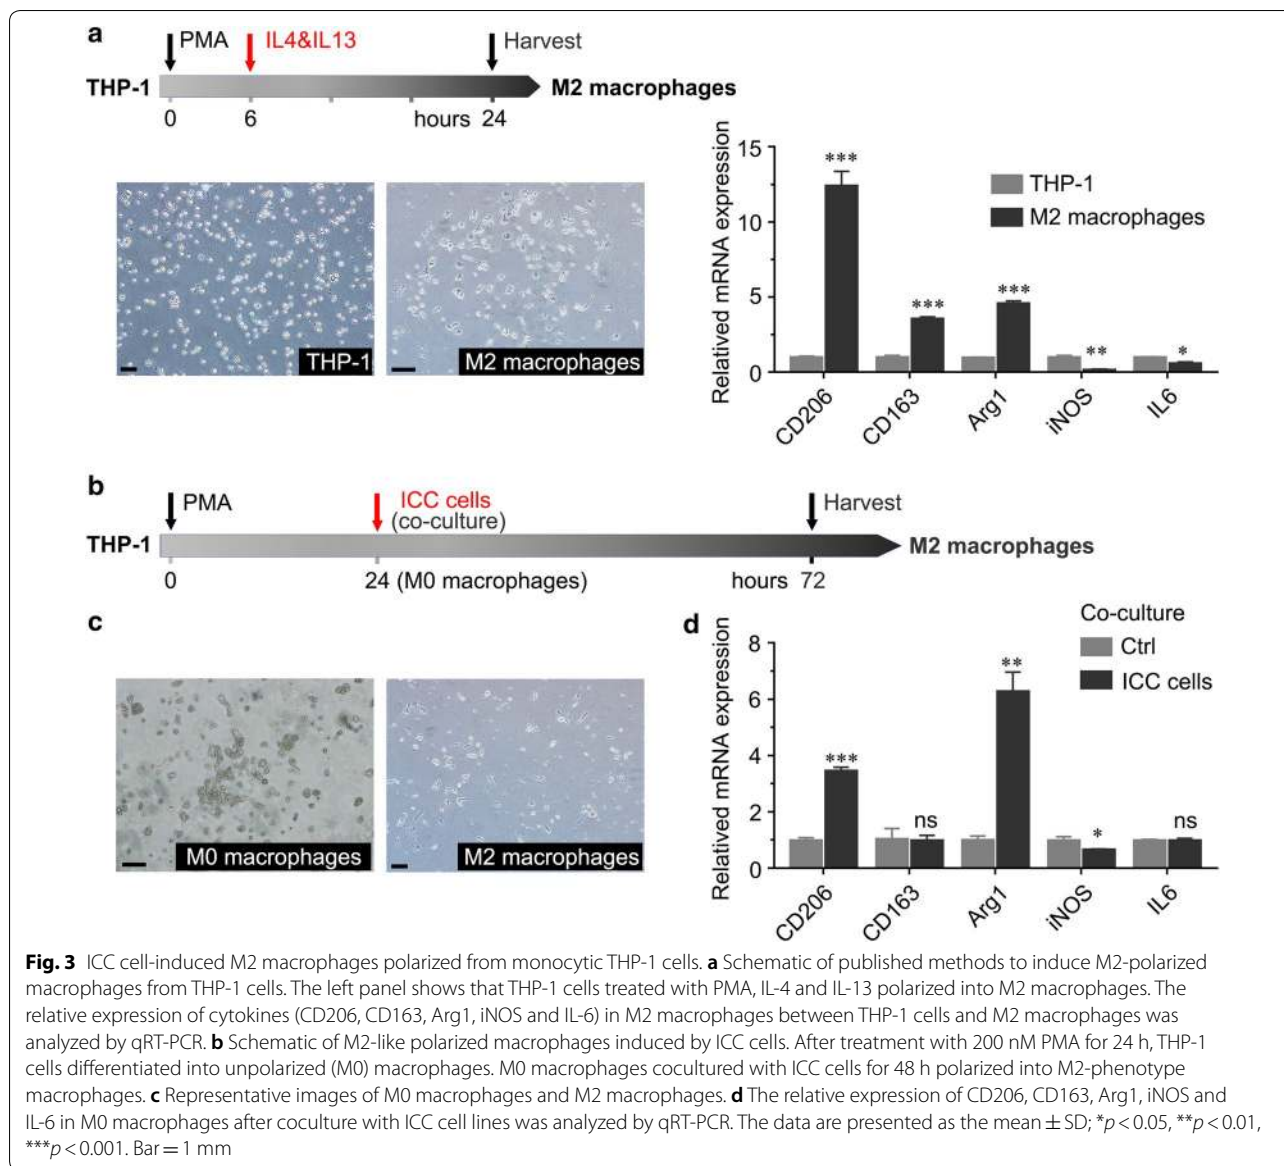 a
PMA
IL4&IL13
Harvest
THP-1
M2 macrophages
0
6
hours
24
THP-1
M2 macrophages
Relatived mRNA expression
15
10
5
0
THP-1
M2 macrophages
***
***
***
**
*
CD206
CD163
Arg1
iNOS
IL6
b
PMA
ICC cells
(co-culture)
Harvest
THP-1
M2 macrophages
0
24 (M0 macrophages)
hours
72
c
M0 macrophages
M2 macrophages
d
Relatived mRNA expression
8
6
4
2
0
Co-culture
Ctrl
ICC cells
***
ns
**
*
ns
CD206
CD163
Arg1
iNOS
IL6
Fig. 3 ICC cell-induced M2 macrophages polarized from monocytic THP-1 cells. a Schematic of published methods to induce M2-polarized
macrophages from THP-1 cells. The left panel shows that THP-1 cells treated with PMA, IL-4 and IL-13 polarized into M2 macrophages. The
relative expression of cytokines (CD206, CD163, Arg1, iNOS and IL-6) in M2 macrophages between THP-1 cells and M2 macrophages was
analyzed by qRT-PCR. b Schematic of M2-like polarized macrophages induced by ICC cells. After treatment with 200 nM PMA for 24 h, THP-1
cells differentiated into unpolarized (M0) macrophages. M0 macrophages cocultured with ICC cells for 48 h polarized into M2-phenotype
macrophages. c Representative images of M0 macrophages and M2 macrophages. d The relative expression of CD206, CD163, Arg1, iNOS and
IL-6 in M0 macrophages after coculture with ICC cell lines was analyzed by qRT-PCR. The data are presented as the mean ± SD; *p < 0.05, **p < 0.01,
***p < 0.001. Bar = 1 mm